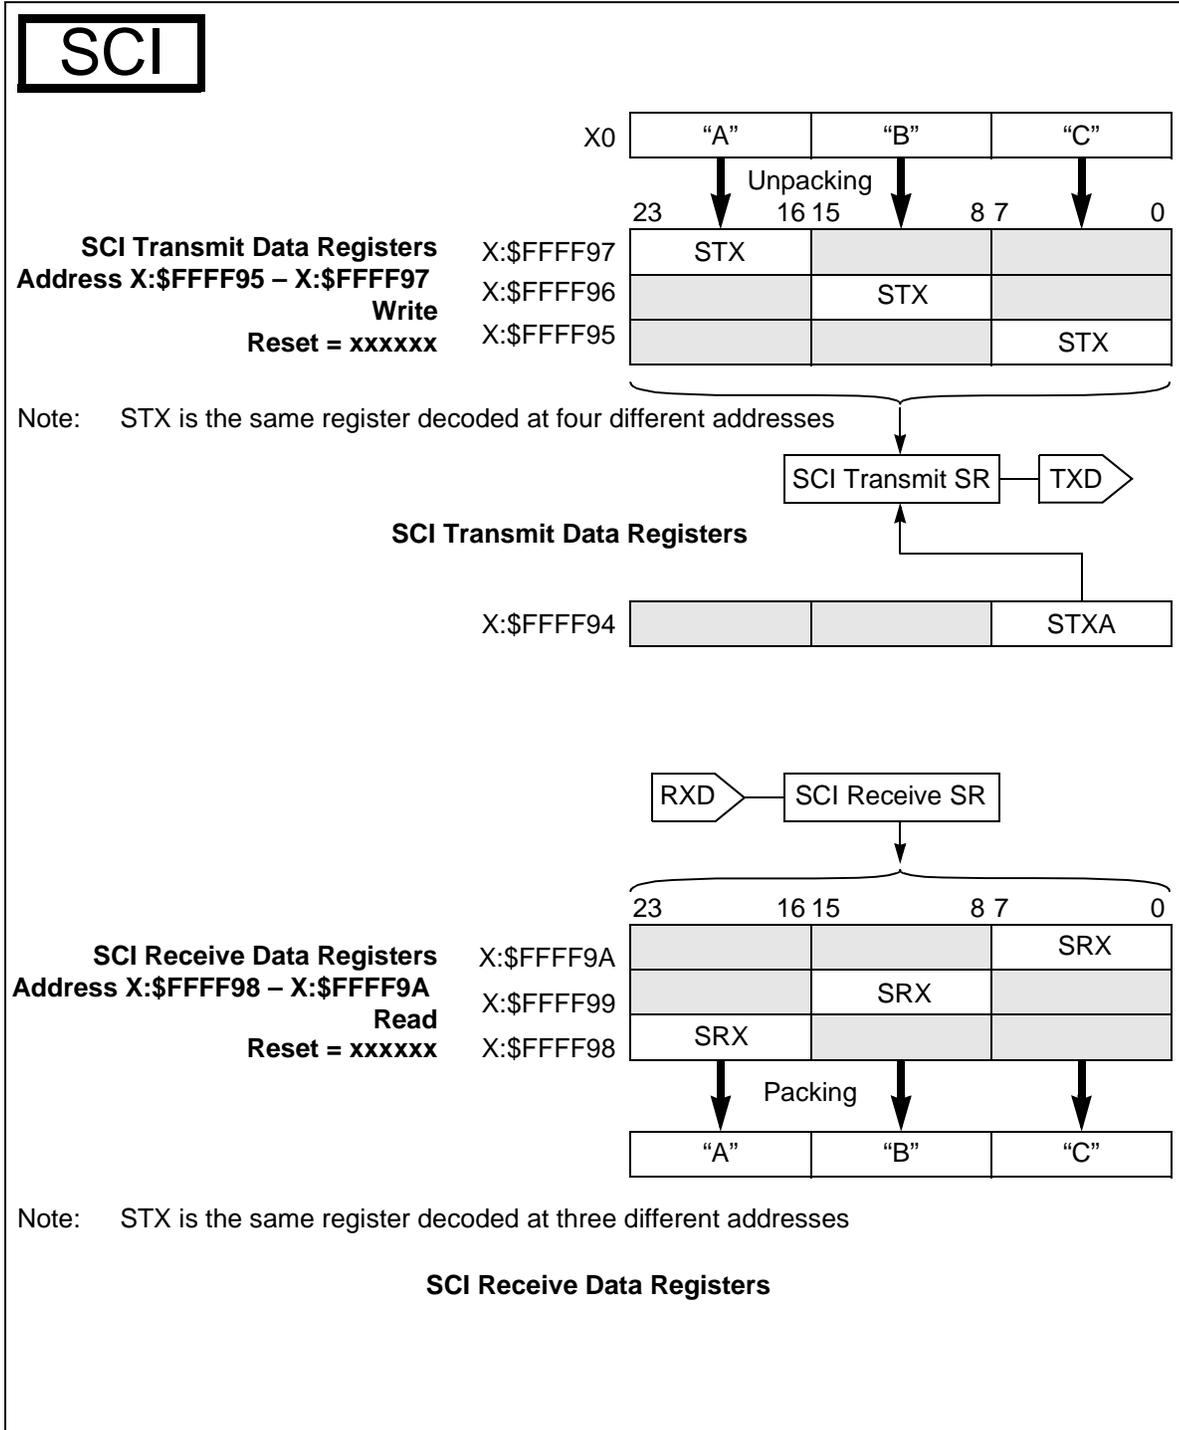 SCI
X0 “A” “B” “C”
Unpacking
23 16 15 8 7 0
SCI Transmit Data Registers
Address X:$FFFF95 – X:$FFFF97
Write
Reset = xxxxxx
X:$FFFF97 STX
X:$FFFF96 STX
X:$FFFF95 STX
Note: STX is the same register decoded at four different addresses
SCI Transmit SR TXD
SCI Transmit Data Registers
X:$FFFF94 STXA
RXD SCI Receive SR
23 16 15 8 7 0
SCI Receive Data Registers
Address X:$FFFF98 – X:$FFFF9A
Read
Reset = xxxxxx
X:$FFFF9A SRX
X:$FFFF99 SRX
X:$FFFF98 SRX
Packing
“A” “B” “C”
Note: STX is the same register decoded at three different addresses
SCI Receive Data Registers